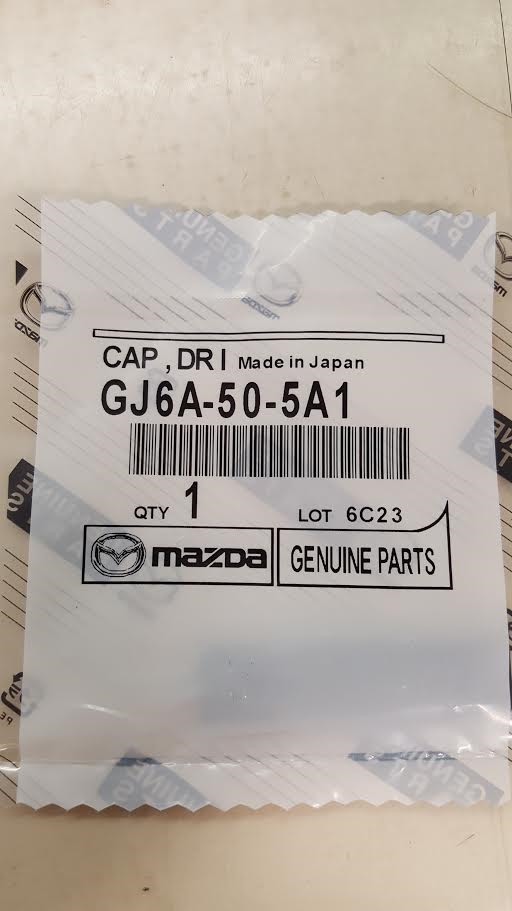 CAP , DRI Made in Japan
GJ6A-50-5A1
QTY 1 LOT 6C23
mazda GENUINE PARTS